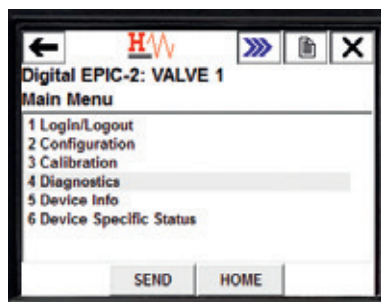 H
Digital EPIC-2: VALVE 1
Main Menu
1 Login/Logout
2 Configuration
3 Calibration
4 Diagnostics
5 Device Info
6 Device Specific Status
SEND HOME